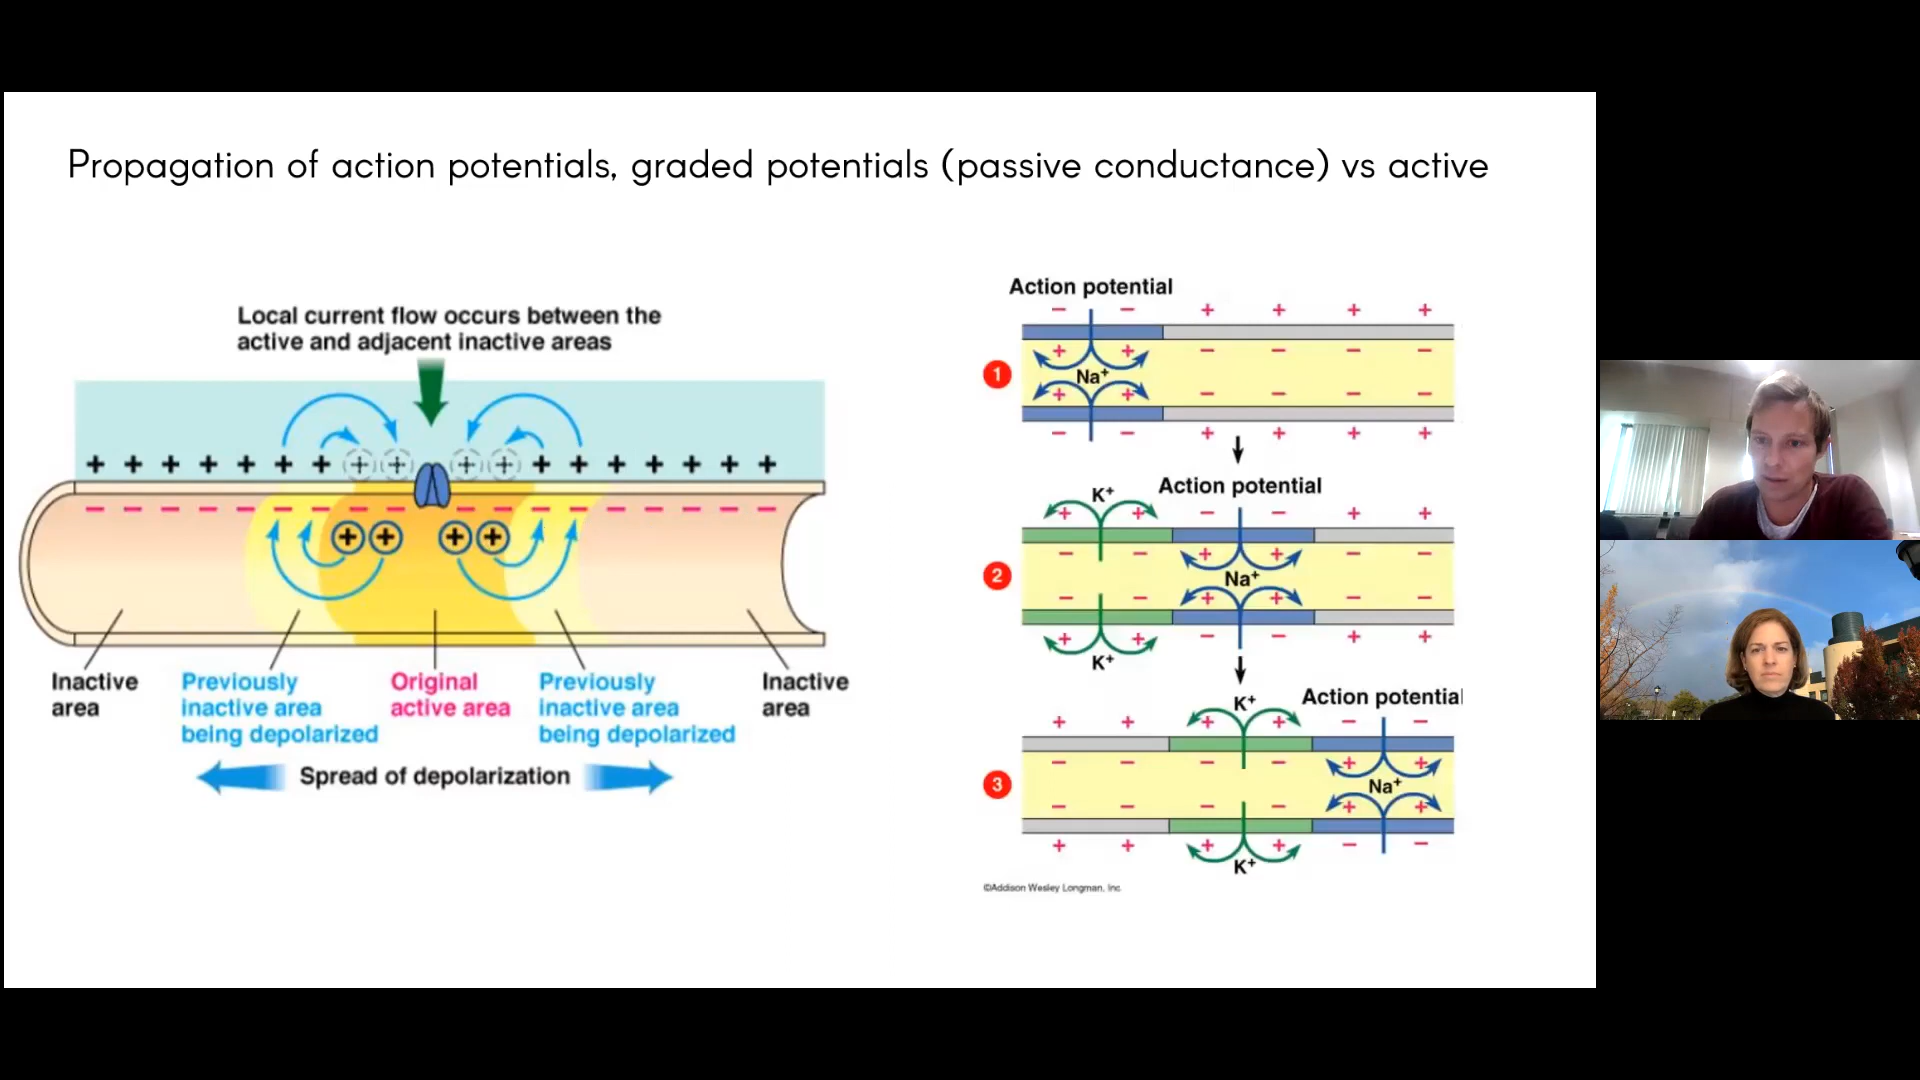 Propagation of action potentials, graded potentials (passive conductance) vs active
Local current flow occurs between the
active and adjacent inactive areas
+ + + + + + + + + + + + + + + + + + +
− − − − − − − − − − − − − − − − − −
+ + + +
Inactive
area
Previously
inactive area
being depolarized
Original
active area
Previously
inactive area
being depolarized
Inactive
area
Spread of depolarization
Action potential
− − + + + +
+ + − − − −
1
Na+
+ + − − − −
− − + + + +
K+
Action potential
+ + − − + +
− − + + − −
2
Na+
− − + + − −
+ + − − + +
K+
K+
Action potential
+ + + + − −
− − − − + +
3
Na+
− − − − + +
+ + + + − −
K+
©Addison Wesley Longman, Inc.